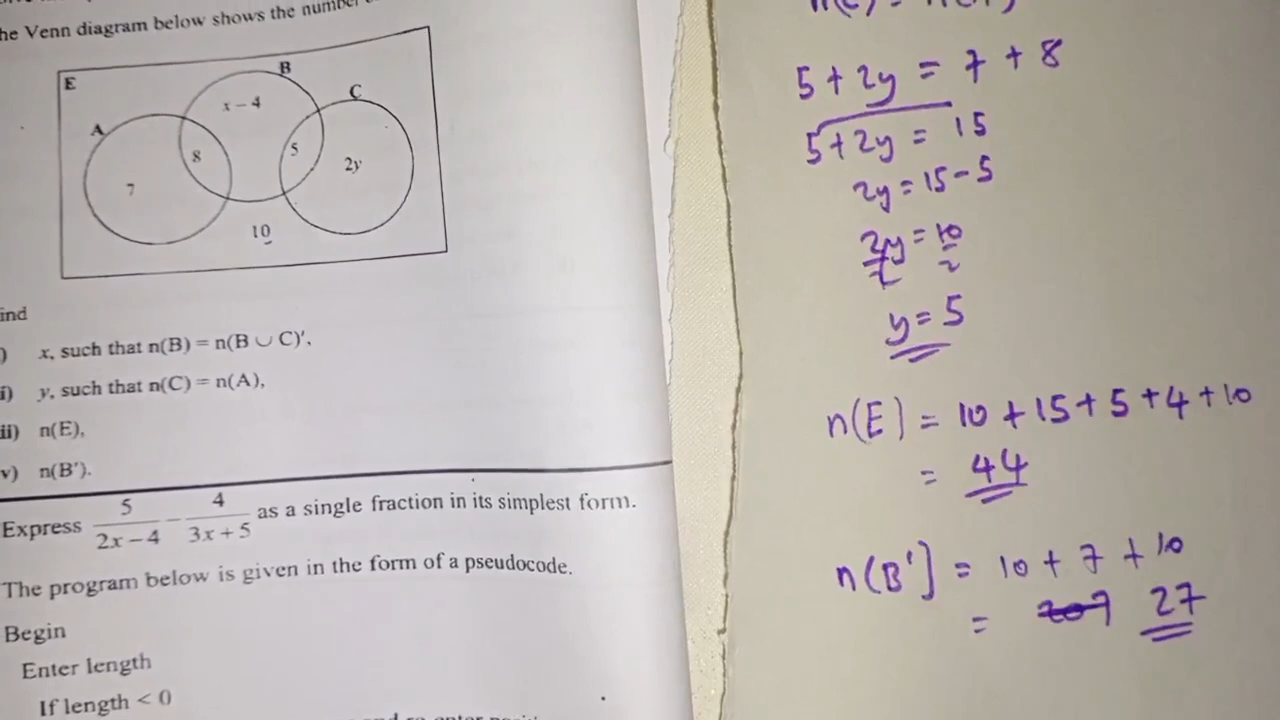 he Venn diagram below shows the number
E
B
x – 4
C
A
8
5
2y
7
10
ind
) x, such that n(B) = n(B ∪ C)′,
i) y, such that n(C) = n(A),
ii) n(E),
v) n(B′).
Express 5/(2x – 4) – 4/(3x + 5) as a single fraction in its simplest form.
The program below is given in the form of a pseudocode.
Begin
Enter length
If length < 0
5 + 2y = 7 + 8
5 + 2y = 15
2y = 15 - 5
2y/2 = 10/2
y = 5
n(E) = 10 + 15 + 5 + 4 + 10
= 44
n(B'] = 10 + 7 + 10
= 27